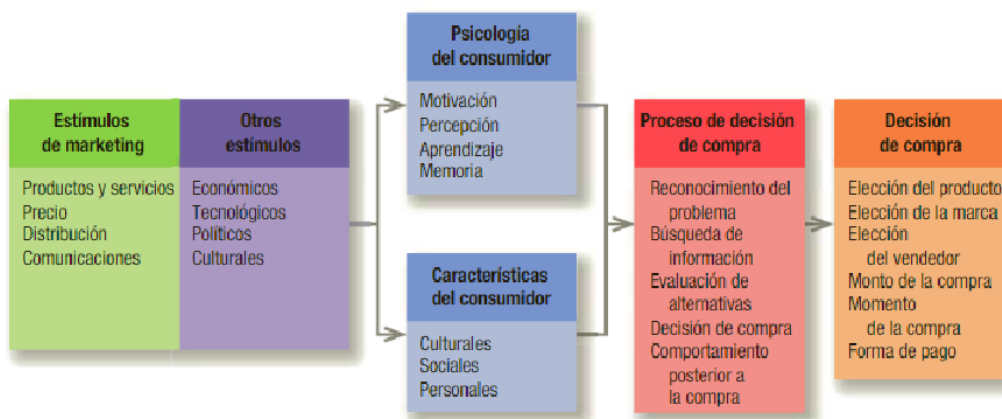 Estímulos
de marketing
Productos y servicios
Precio
Distribución
Comunicaciones
Otros
estímulos
Económicos
Tecnológicos
Políticos
Culturales
Psicología
del consumidor
Motivación
Percepción
Aprendizaje
Memoria
Característícas
del consumidor
Culturales
Sociales
Personales
Proceso de decisión
de compra
Reconocimiento del
problema
Búsqueda de
información
Evaluación de
alternativas
Decisión de compra
Comportamiento
posterior a
la compra
Decisión
de compra
Elección del producto
Elección de la marca
Elección
del vendedor
Monto de la compra
Momento
de la compra
Forma de pago